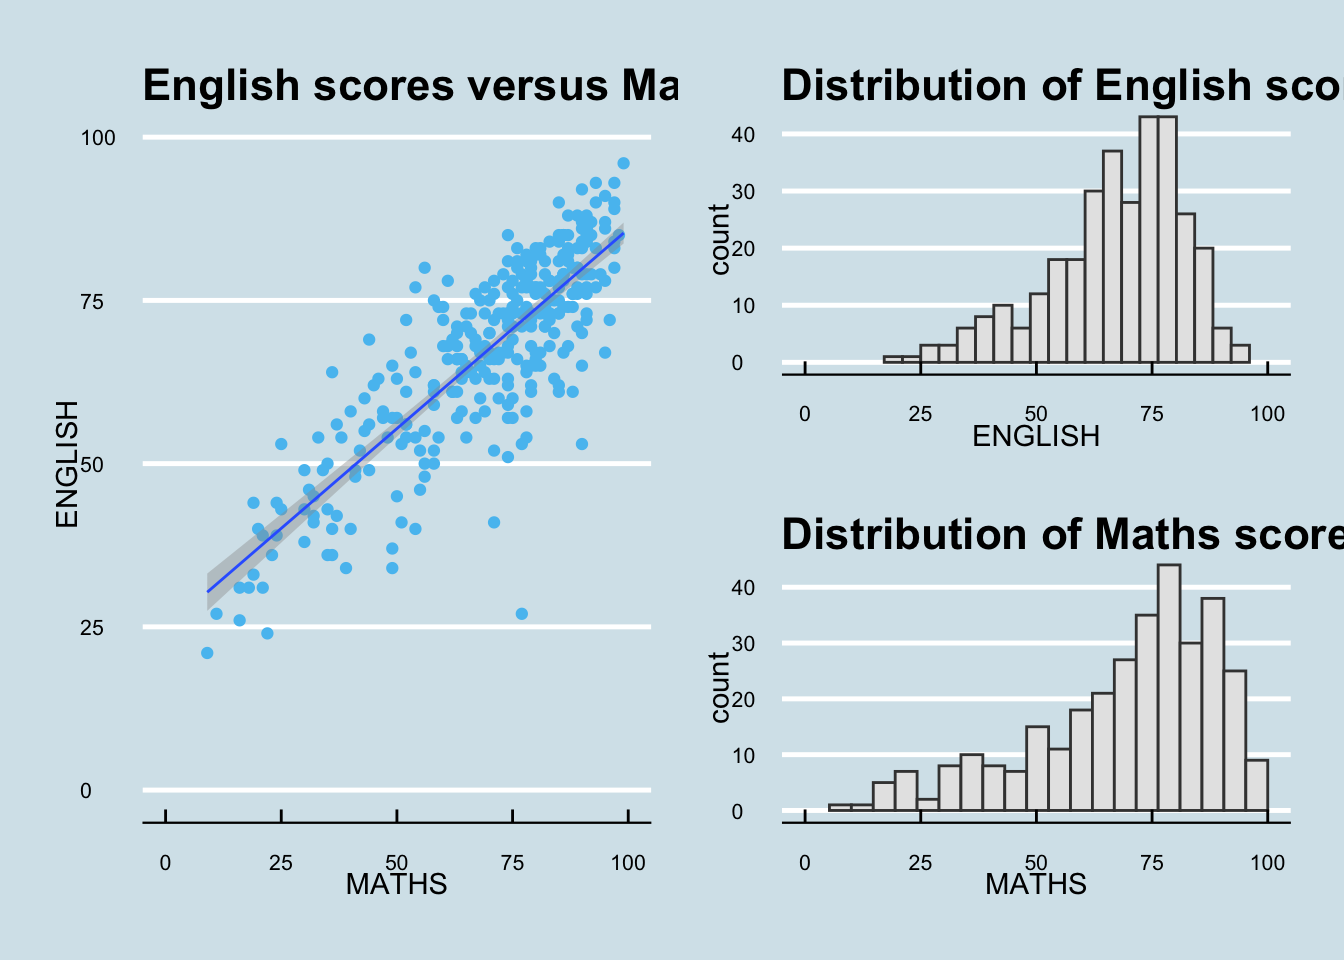 English scores versus Ma
100
75
50
25
0
ENGLISH
0 25 50 75 100
MATHS
Distribution of English scor
40
30
20
10
0
count
0 25 50 75 100
ENGLISH
Distribution of Maths score
40
30
20
10
0
count
0 25 50 75 100
MATHS